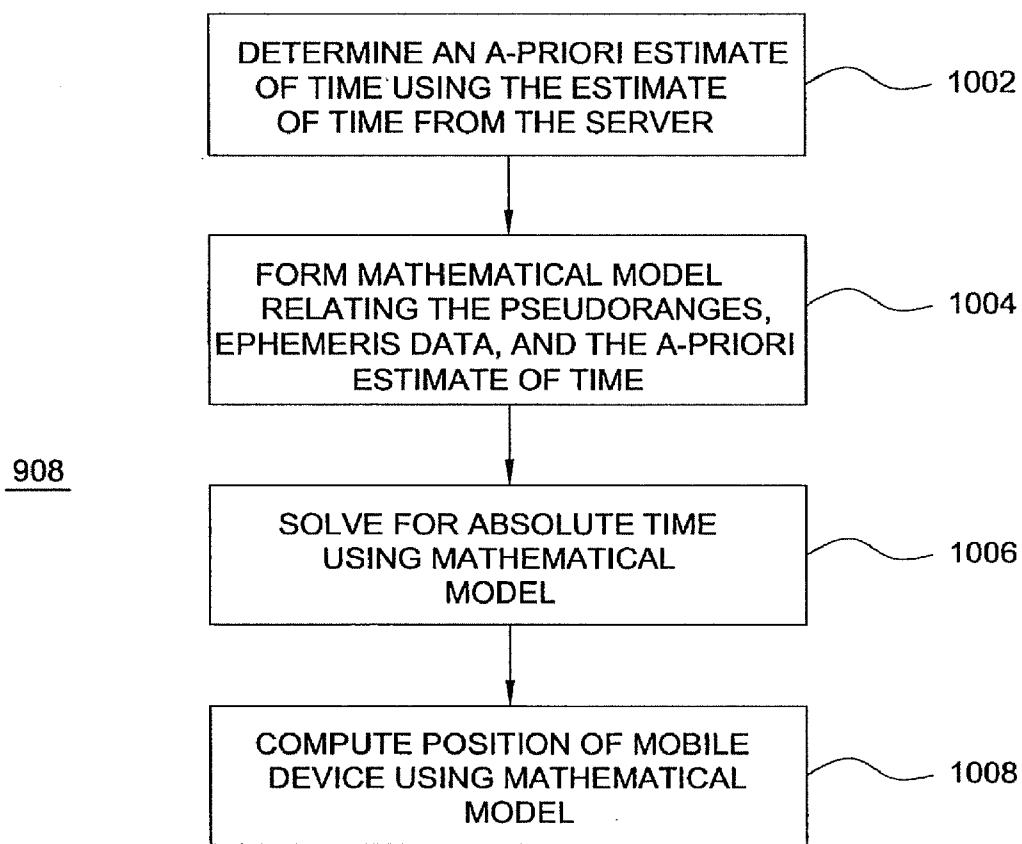 DETERMINE AN A-PRIORI ESTIMATE
OF TIME USING THE ESTIMATE
OF TIME FROM THE SERVER
1002
FORM MATHEMATICAL MODEL
RELATING THE PSEUDORANGES,
EPHEMERIS DATA, AND THE A-PRIORI
ESTIMATE OF TIME
1004
908
SOLVE FOR ABSOLUTE TIME
USING MATHEMATICAL
MODEL
1006
COMPUTE POSITION OF MOBILE
DEVICE USING MATHEMATICAL
MODEL
1008